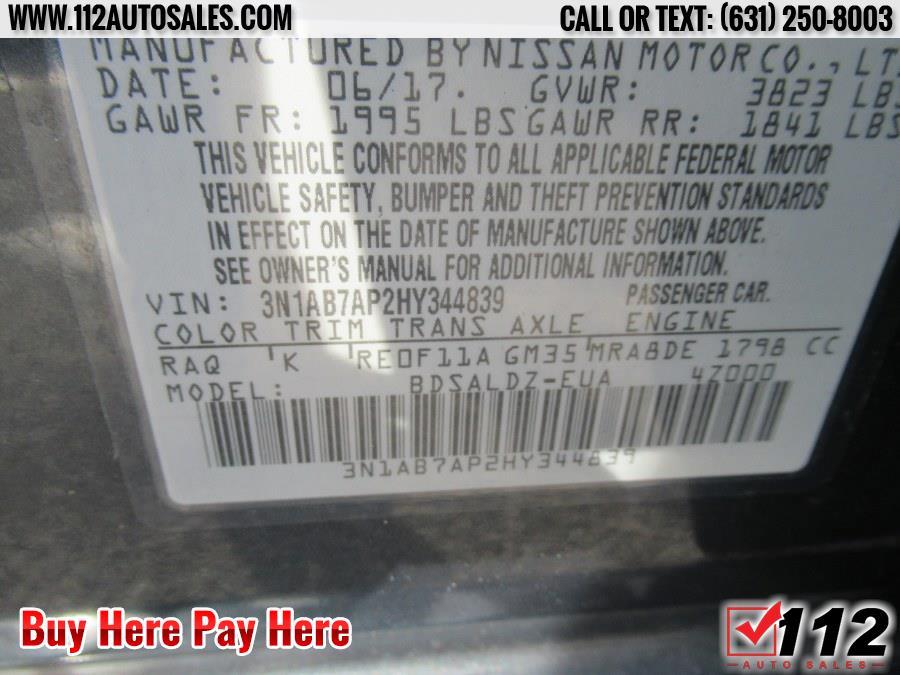 WWW.112AUTOSALES.COM
CALL OR TEXT: (631) 250-8003
MANUFACTURED BY NISSAN MOTOR CO., LT
DATE: 06/17. GVWR: 3823 LBS
GAWR FR: 1995 LBS GAWR RR: 1841 LBS
THIS VEHICLE CONFORMS TO ALL APPLICABLE FEDERAL MOTOR
VEHICLE SAFETY, BUMPER AND THEFT PREVENTION STANDARDS
IN EFFECT ON THE DATE OF MANUFACTURE SHOWN ABOVE.
SEE OWNER'S MANUAL FOR ADDITIONAL INFORMATION.
VIN: 3N1AB7AP2HY344839 PASSENGER CAR.
COLOR TRIM TRANS AXLE ENGINE
RAQ K RE0F11A GM35 MRA8DE 1798 CC
MODEL: BDSALDZ-EUA 47000
3N1AB7AP2HY344839
Buy Here Pay Here
112
AUTO SALES